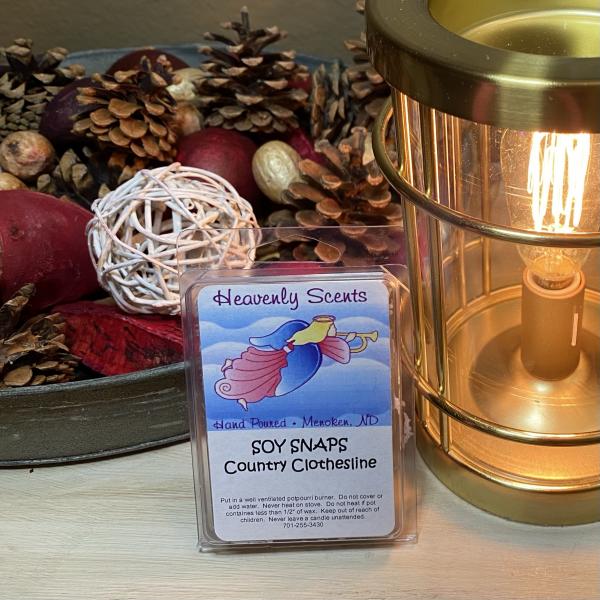 Heavenly Scents
Hand Poured • Menoken, ND
SOY SNAPS
Country Clothesline
Put in a well ventilated potpourri burner. Do not cover or
add water. Never heat on stove. Do not heat if pot
containes less than 1/2" of wax. Keep out of reach of
children. Never leave a candle unattended.
701-255-3430